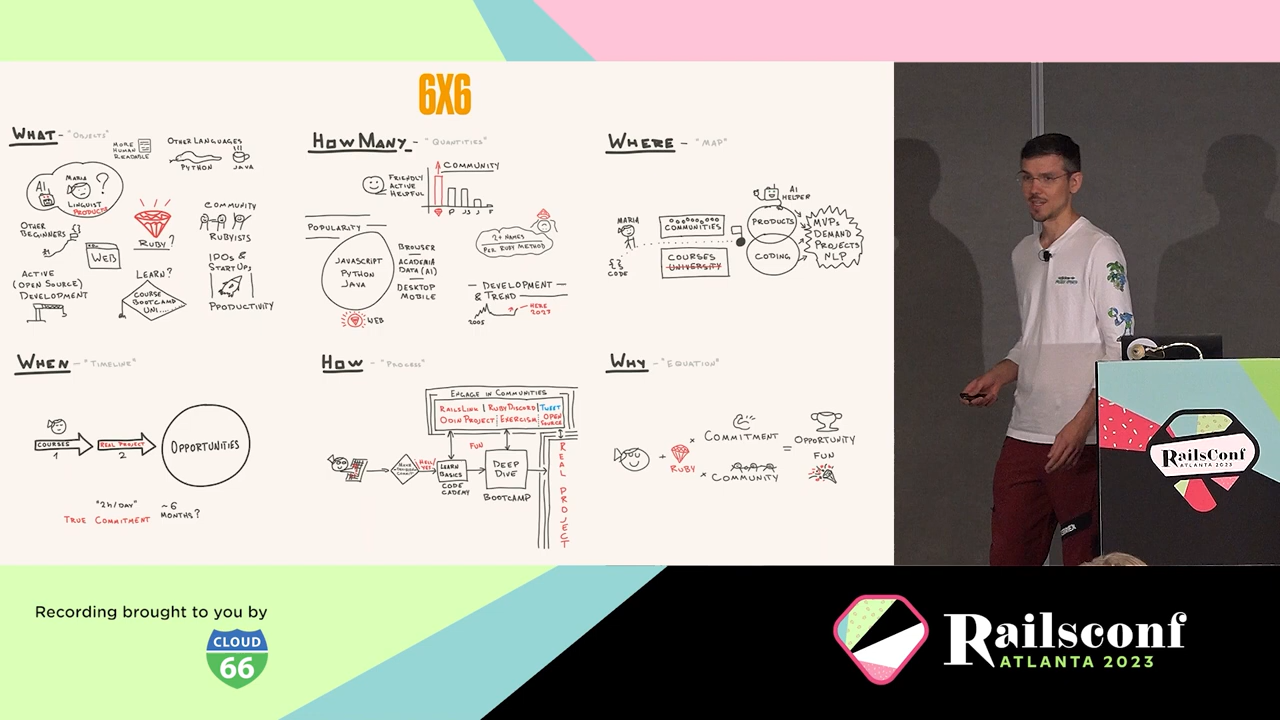 6X6
WHAT - "OBJECTS"
MORE
HUMAN
READABLE
OTHER LANGUAGES
PYTHON
JAVA
AI
MARIA
?
LINGUIST
PRODUCTS
OTHER
BEGINNERS
WEB
RUBY?
COMMUNITY
RUBYISTS
ACTIVE
(OPEN SOURCE)
DEVELOPMENT
LEARN?
COURSE
BOOTCAMP
UNI....
IPOS &
STARTUPS
PRODUCTIVITY
HOW MANY - "QUANTITIES"
COMMUNITY
FRIENDLY
ACTIVE
HELPFUL
P JS J F
POPULARITY
JAVASCRIPT
PYTHON
JAVA
BROWSER
ACADEMIA
DATA (AI)
DESKTOP
MOBILE
WEB
2+ NAMES
PER RUBY METHOD
DEVELOPMENT
& TREND
2005
HERE
2023
WHERE - "MAP"
MARIA
{}
CODE
COMMUNITIES
COURSES
UNIVERSITY
AI
HELPER
PRODUCTS
CODING
MVPS
DEMAND
PROJECTS
NLP
WHEN - "TIMELINE"
COURSES
1
REAL PROJECT
2
OPPORTUNITIES
"2H/DAY"
TRUE COMMITMENT
~6
MONTHS?
HOW - "PROCESS"
ENGAGE IN COMMUNITIES
RAILSLINK | RUBYDISCORD | TWEET
ODIN PROJECT | EXERCISM | OPEN
SOURCE
FUN
HELL
YES!
LEARN
BASICS
CODE
CADEMY
DEEP
DIVE
BOOTCAMP
REAL PROJECT
WHY - "EQUATION"
+
RUBY
× COMMITMENT
× COMMUNITY
=
OPPORTUNITY
FUN
RAILSCONF
ATLANTA 2023
Recording brought to you by
CLOUD
66
Railsconf
ATLANTA 2023